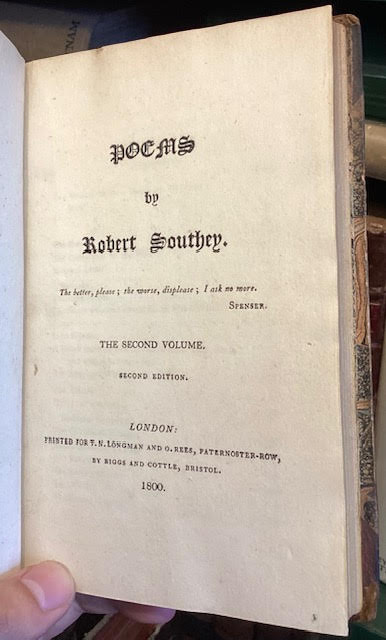 POEMS
by
Robert Southey.
The better, please; the worse, displease; I ask no more.
SPENSER.
THE SECOND VOLUME.
SECOND EDITION.
LONDON:
PRINTED FOR T. N. LONGMAN AND O. REES, PATERNOSTER-ROW,
BY BIGGS AND COTTLE, BRISTOL.
1800.